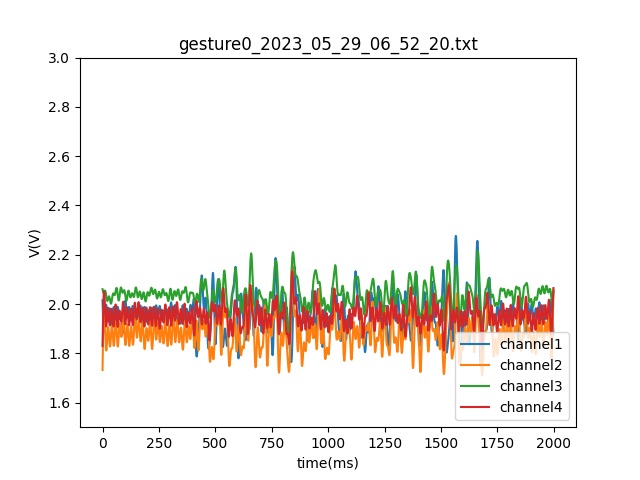 gesture0_2023_05_29_06_52_20.txt
3.0
2.8
2.6
2.4
2.2
2.0
1.8
1.6
V(V)
channel1
channel2
channel3
channel4
0 250 500 750 1000 1250 1500 1750 2000
time(ms)